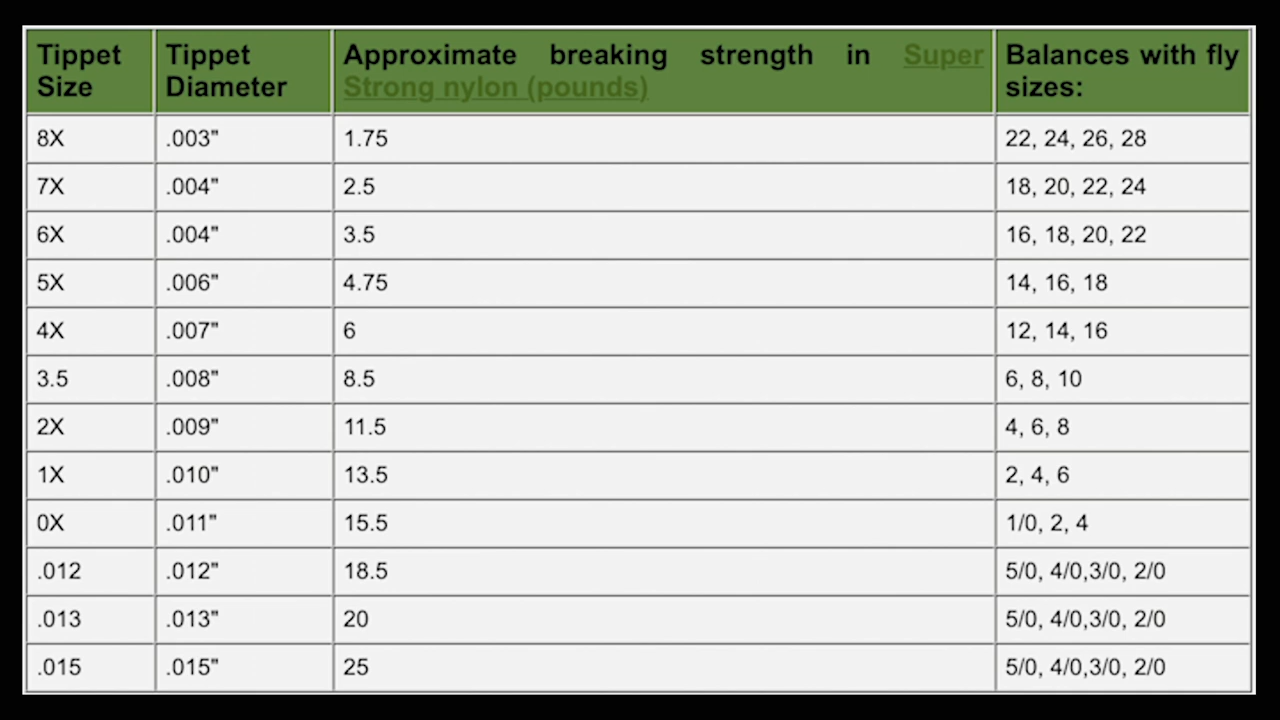 Tippet Size | Tippet Diameter | Approximate breaking strength in Super Strong nylon (pounds) | Balances with fly sizes:
8X | .003" | 1.75 | 22, 24, 26, 28
7X | .004" | 2.5 | 18, 20, 22, 24
6X | .004" | 3.5 | 16, 18, 20, 22
5X | .006" | 4.75 | 14, 16, 18
4X | .007" | 6 | 12, 14, 16
3.5 | .008" | 8.5 | 6, 8, 10
2X | .009" | 11.5 | 4, 6, 8
1X | .010" | 13.5 | 2, 4, 6
0X | .011" | 15.5 | 1/0, 2, 4
.012 | .012" | 18.5 | 5/0, 4/0,3/0, 2/0
.013 | .013" | 20 | 5/0, 4/0,3/0, 2/0
.015 | .015" | 25 | 5/0, 4/0,3/0, 2/0